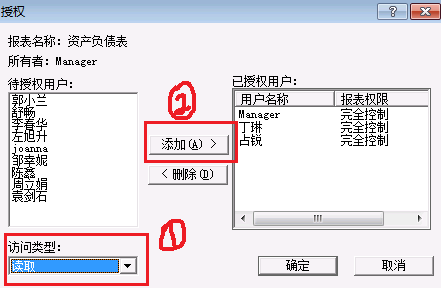 授权
报表名称: 资产负债表
所有者: Manager
待授权用户:
郭小兰
舒畅
李春华
左旭升
joanna
邹幸妮
陈鑫
周立娟
袁剑石
②
添加(A) >
< 删除(D)
已授权用户:
用户名称 报表权限
Manager 完全控制
丁琳 完全控制
占锐 完全控制
访问类型:
①
读取
确定 取消